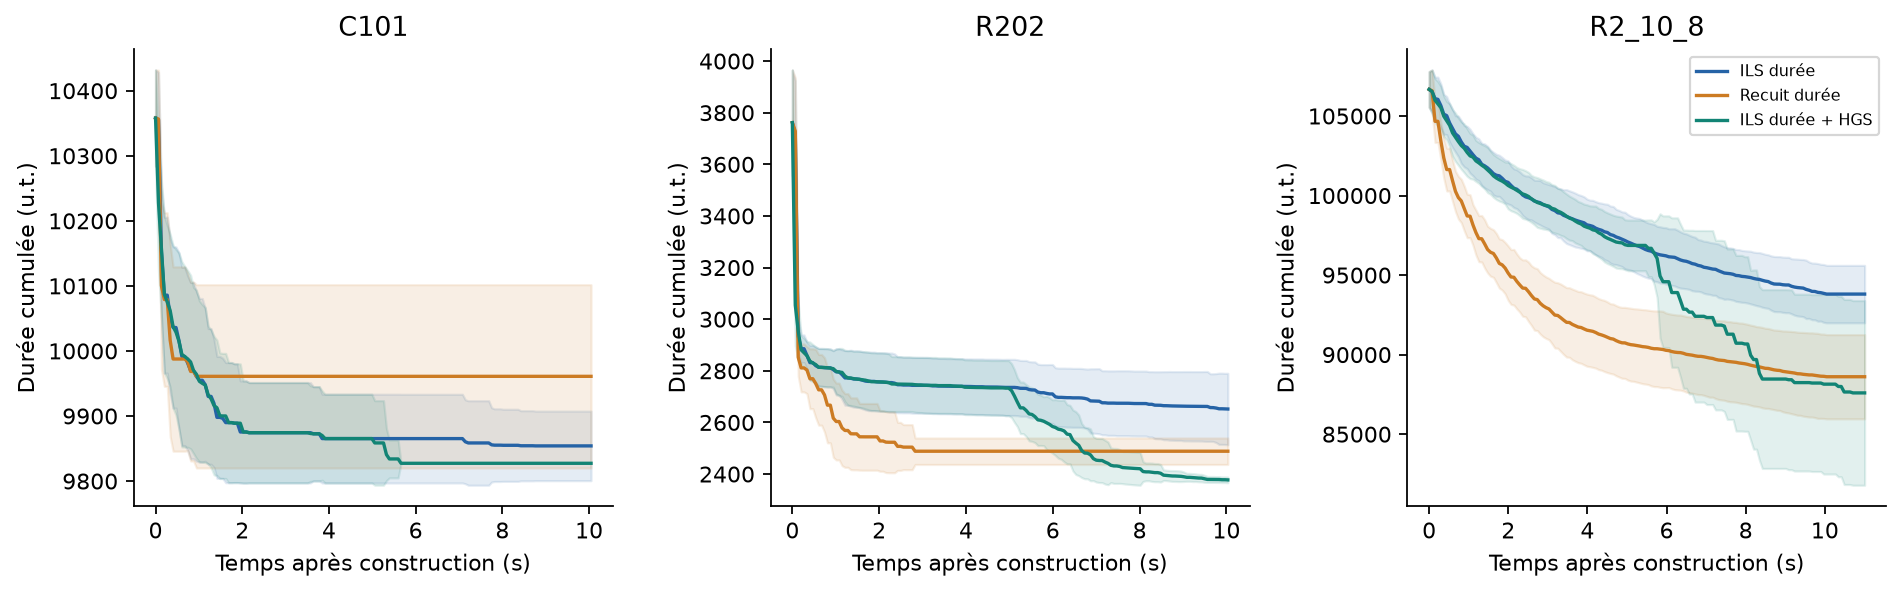 C101
Durée cumulée (u.t.)
10400
10300
10200
10100
10000
9900
9800
0 2 4 6 8 10
Temps après construction (s)
R202
Durée cumulée (u.t.)
4000
3800
3600
3400
3200
3000
2800
2600
2400
0 2 4 6 8 10
Temps après construction (s)
R2_10_8
Durée cumulée (u.t.)
105000
100000
95000
90000
85000
0 2 4 6 8 10
Temps après construction (s)
ILS durée
Recuit durée
ILS durée + HGS